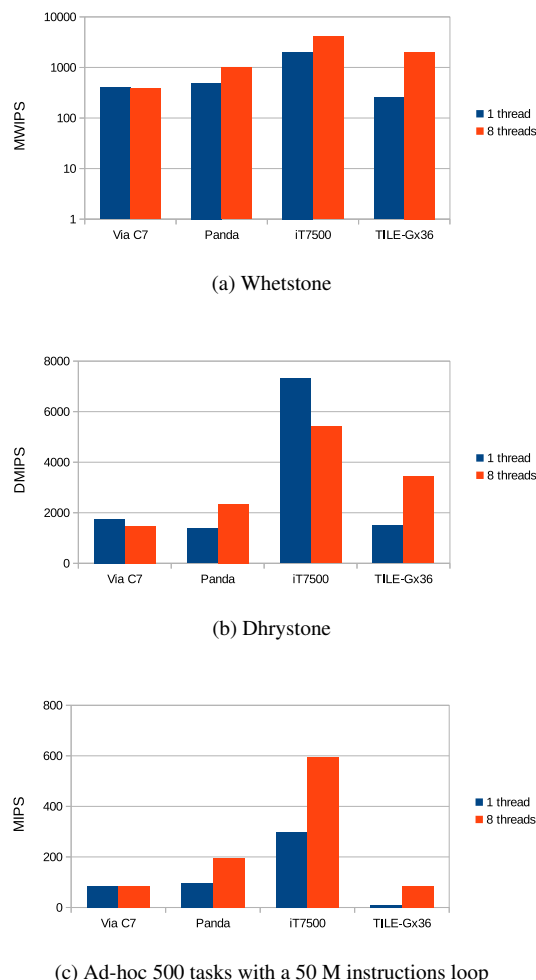 10000
1000
100
10
1
MWIPS
Via C7 Panda iT7500 TILE-Gx36
1 thread
8 threads
(a) Whetstone
8000
6000
4000
2000
0
DMIPS
Via C7 Panda iT7500 TILE-Gx36
1 thread
8 threads
(b) Dhrystone
800
600
400
200
0
MIPS
Via C7 Panda iT7500 TILE-Gx36
1 thread
8 threads
(c) Ad-hoc 500 tasks with a 50 M instructions loop